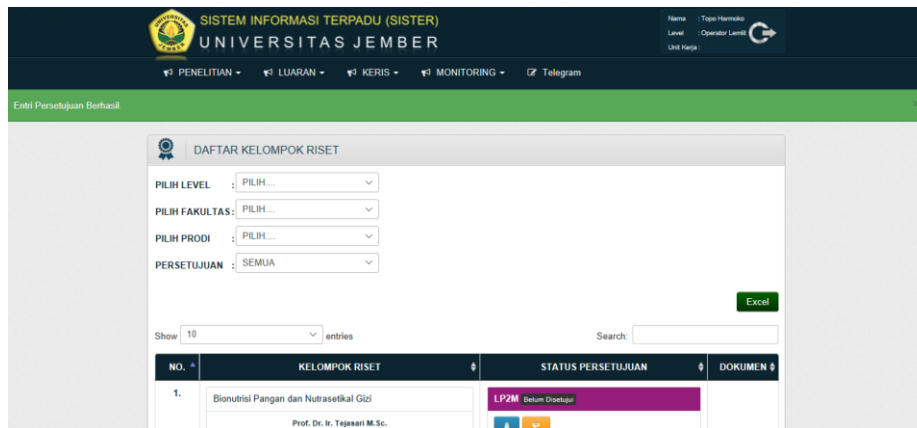 SISTEM INFORMASI TERPADU (SISTER)
UNIVERSITAS JEMBER
Nama : Topo Harmoko
Level : Operator Lemlit
Unit Kerja :
PENELITIAN LUARAN KERIS MONITORING Telegram
Entri Persetujuan Berhasil.
DAFTAR KELOMPOK RISET
PILIH LEVEL : PILIH....
PILIH FAKULTAS : PILIH....
PILIH PRODI : PILIH....
PERSETUJUAN : SEMUA
Excel
Show 10 entries Search:
NO. KELOMPOK RISET STATUS PERSETUJUAN DOKUMEN
1. Bionutrisi Pangan dan Nutrasetikal Gizi LP2M Belum Disetujui
Prof. Dr. Ir. Tejasari M.Sc.